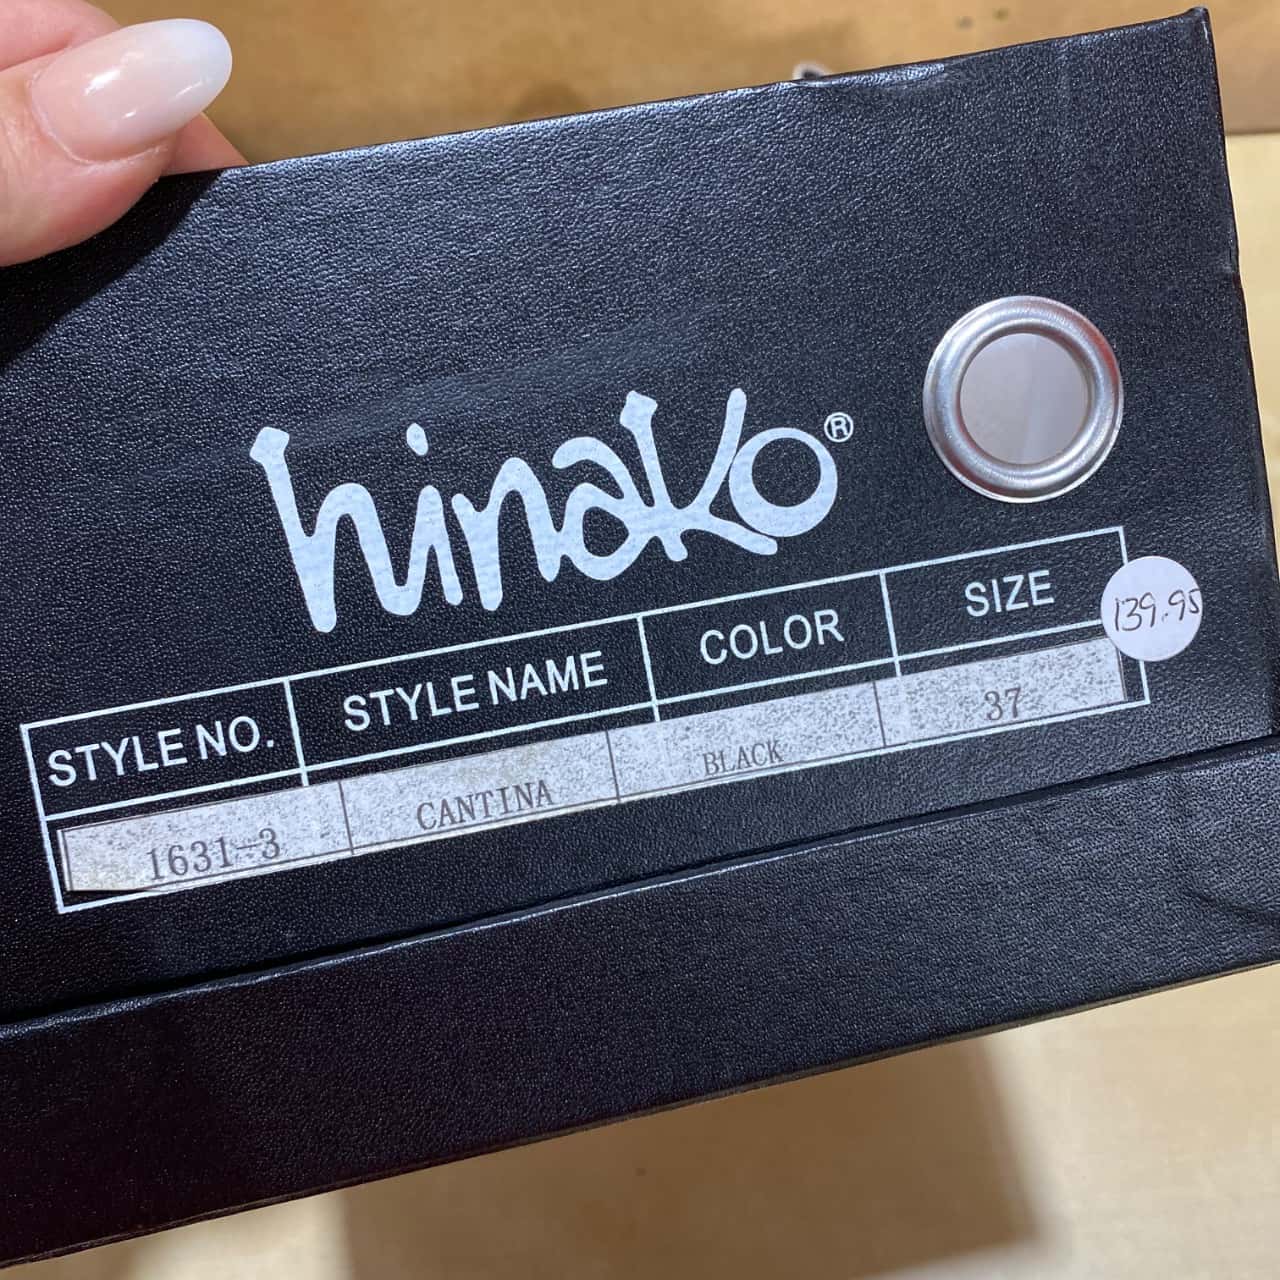 hinako®
STYLE NO. STYLE NAME COLOR SIZE
1631-3 CANTINA BLACK 37
139.95